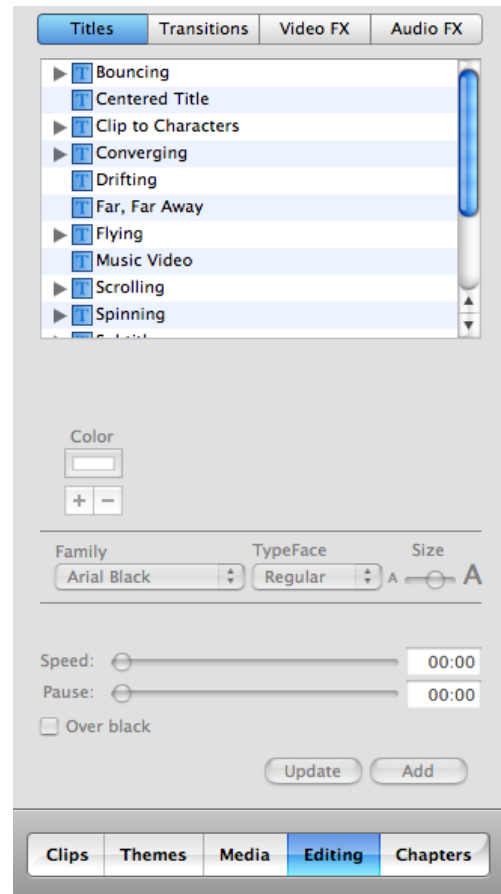 Titles Transitions Video FX Audio FX
T Bouncing
T Centered Title
T Clip to Characters
T Converging
T Drifting
T Far, Far Away
T Flying
T Music Video
T Scrolling
T Spinning
Color
+ −
Family TypeFace Size
Arial Black Regular A A
Speed: 00:00
Pause: 00:00
Over black
Update Add
Clips Themes Media Editing Chapters